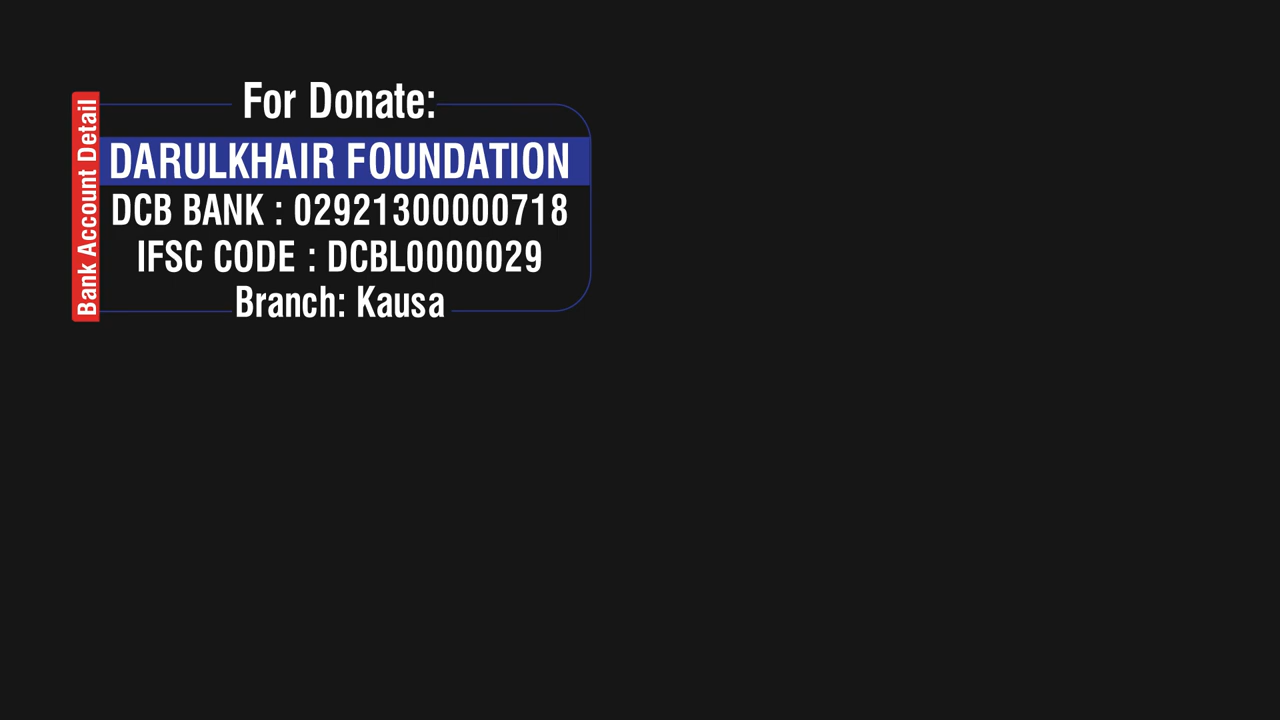 For Donate:
Bank Account Detail
DARULKHAIR FOUNDATION
DCB BANK : 02921300000718
IFSC CODE : DCBL0000029
Branch: Kausa